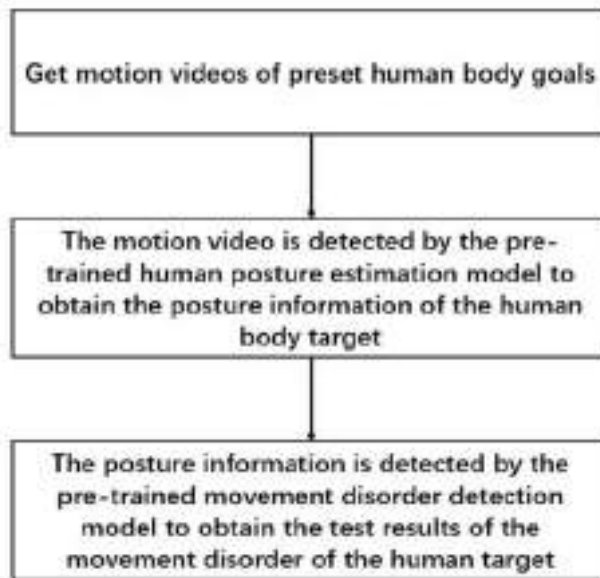 Get motion videos of preset human body goals
The motion video is detected by the pre-
trained human posture estimation model to
obtain the posture information of the human
body target
The posture information is detected by the
pre-trained movement disorder detection
model to obtain the test results of the
movement disorder of the human target